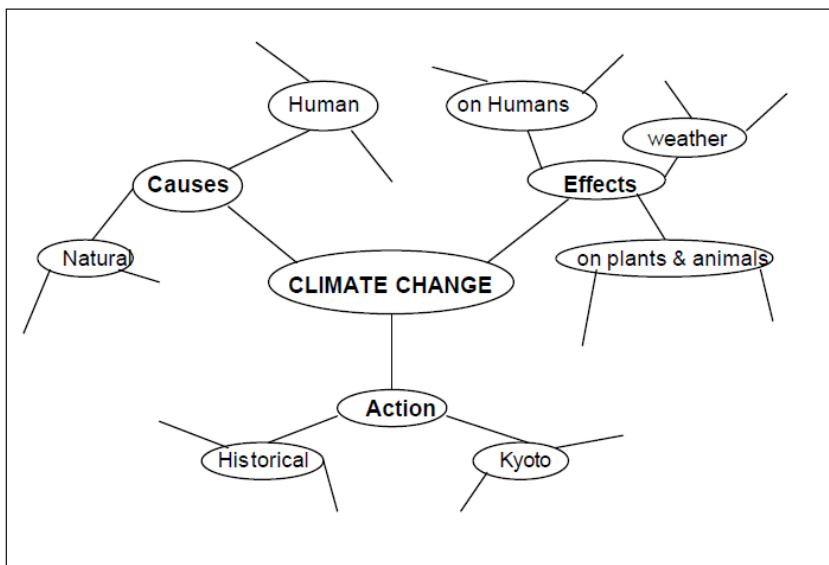 Human
on Humans
weather
Causes
Effects
Natural
on plants & animals
CLIMATE CHANGE
Action
Historical
Kyoto